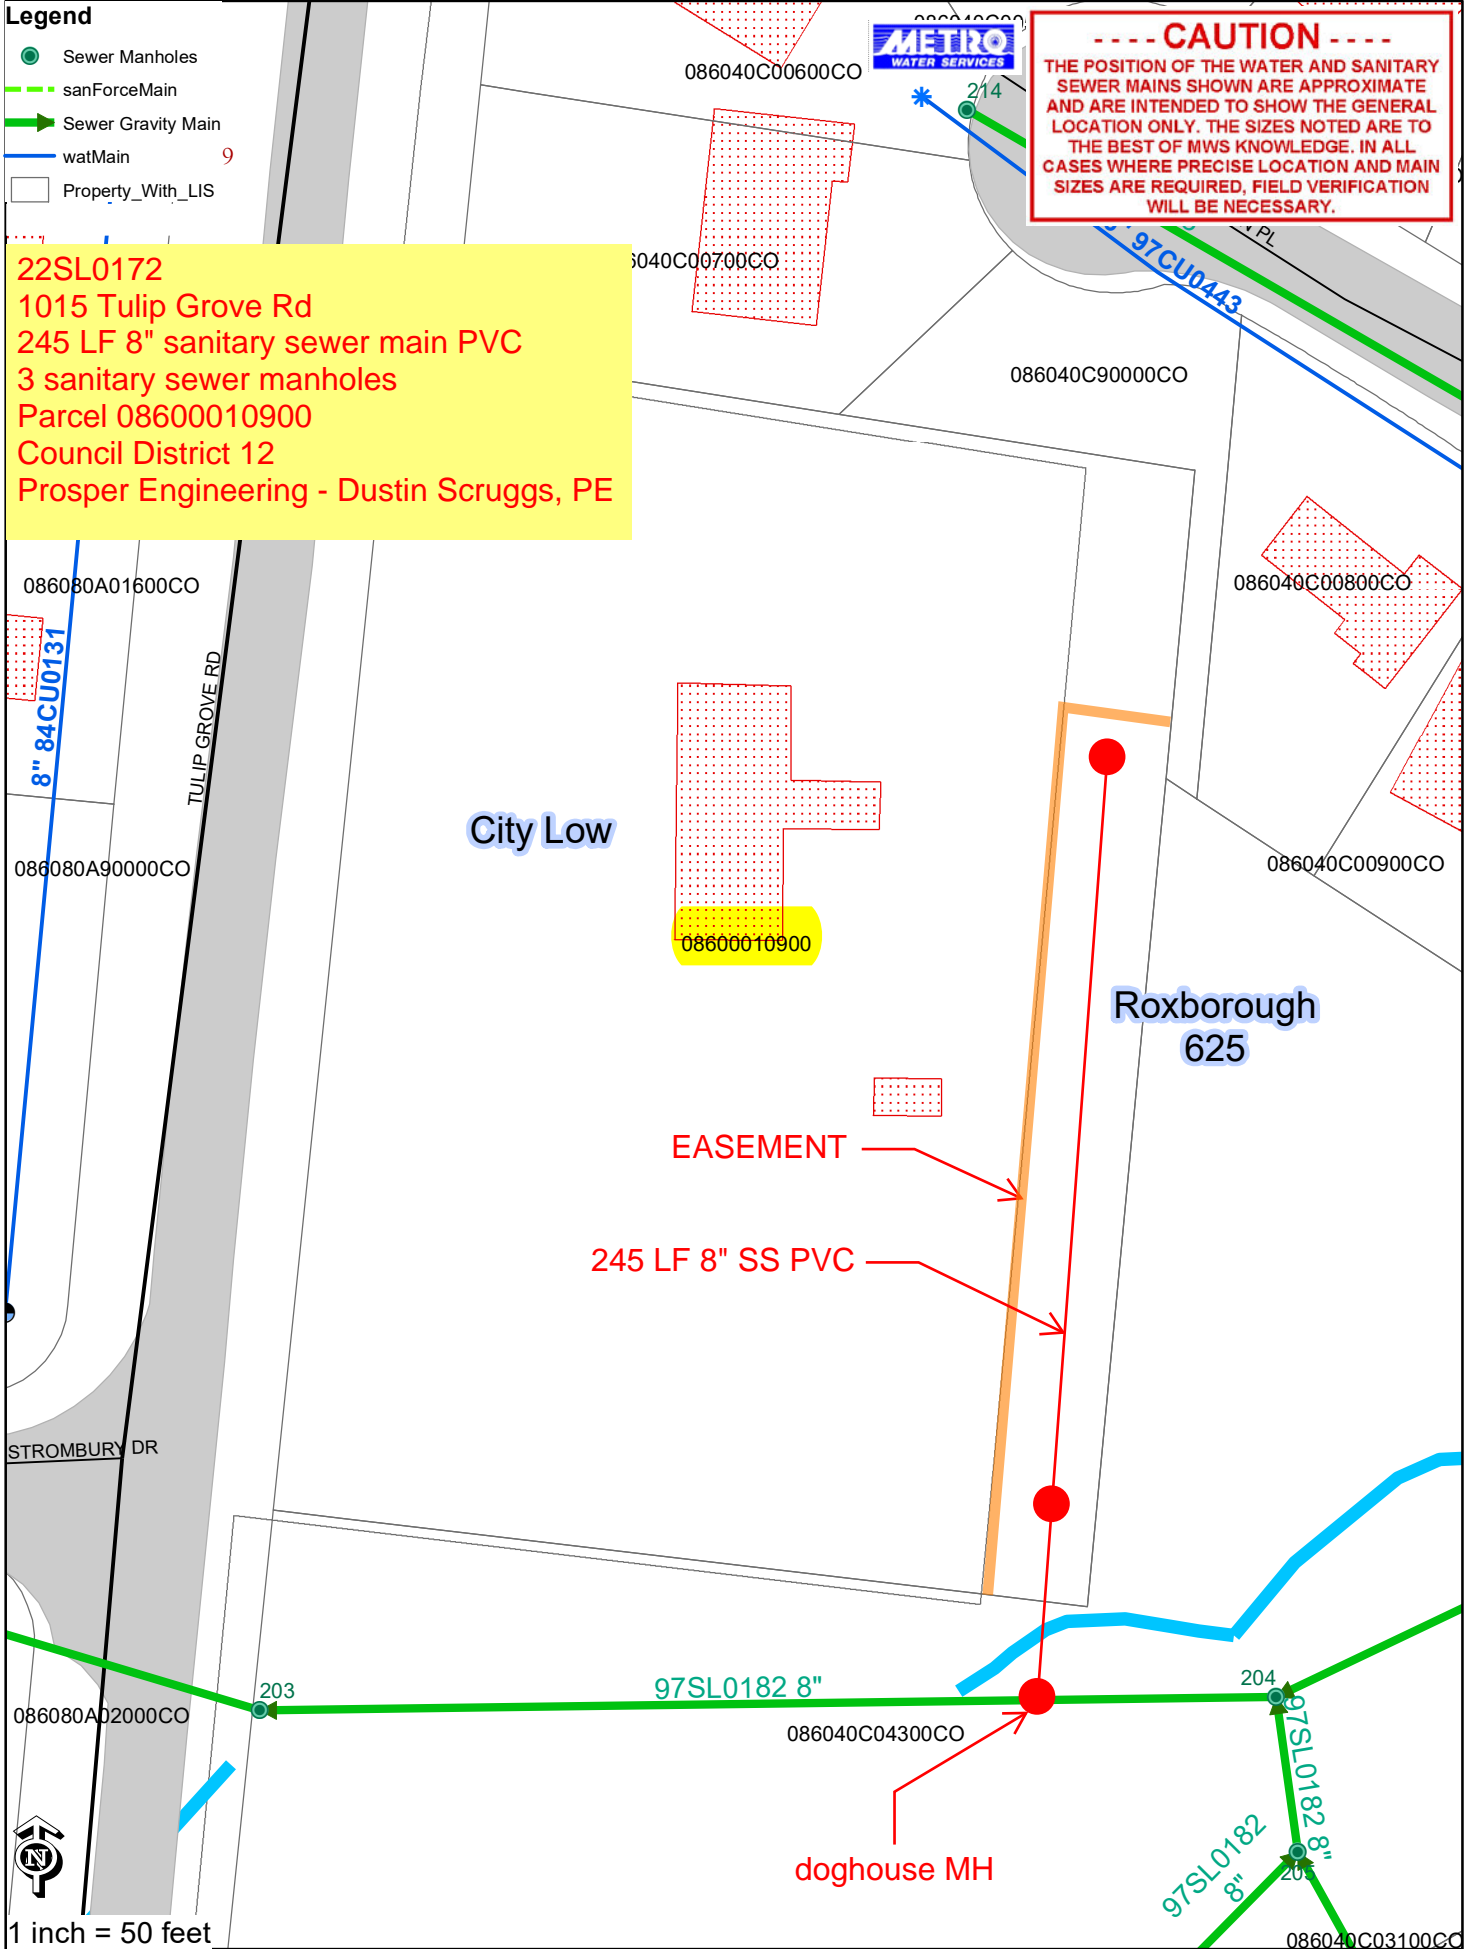 Legend
Sewer Manholes
sanForceMain
Sewer Gravity Main
watMain
9
Property_With_LIS
METRO
WATER SERVICES
- - - - CAUTION - - - -
THE POSITION OF THE WATER AND SANITARY
SEWER MAINS SHOWN ARE APPROXIMATE
AND ARE INTENDED TO SHOW THE GENERAL
LOCATION ONLY. THE SIZES NOTED ARE TO
THE BEST OF MWS KNOWLEDGE. IN ALL
CASES WHERE PRECISE LOCATION AND MAIN
SIZES ARE REQUIRED, FIELD VERIFICATION
WILL BE NECESSARY.
086040C00600CO
214
PL
97CU0443
22SL0172
1015 Tulip Grove Rd
245 LF 8" sanitary sewer main PVC
3 sanitary sewer manholes
Parcel 08600010900
Council District 12
Prosper Engineering - Dustin Scruggs, PE
6040C00700CO
086040C90000CO
086080A01600CO
086040C00800CO
8" 84CU0131
TULIP GROVE RD
City Low
086080A90000CO
086040C00900CO
08600010900
Roxborough
625
EASEMENT
245 LF 8" SS PVC
STROMBURY DR
203
97SL0182 8"
204
086080A02000CO
086040C04300CO
97SL0182 8"
doghouse MH
97SL0182
8"
205
N
1 inch = 50 feet
086040C03100CO